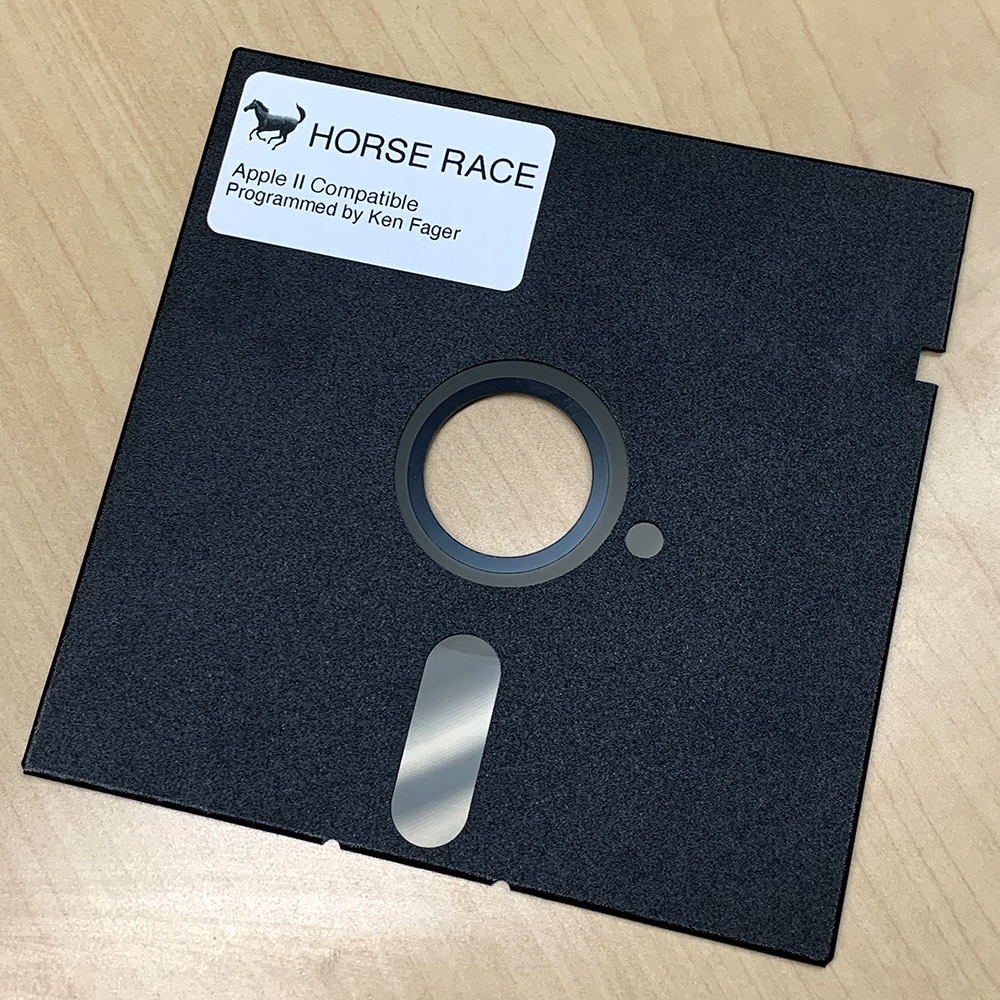 HORSE RACE
Apple II Compatible
Programmed by Ken Fager